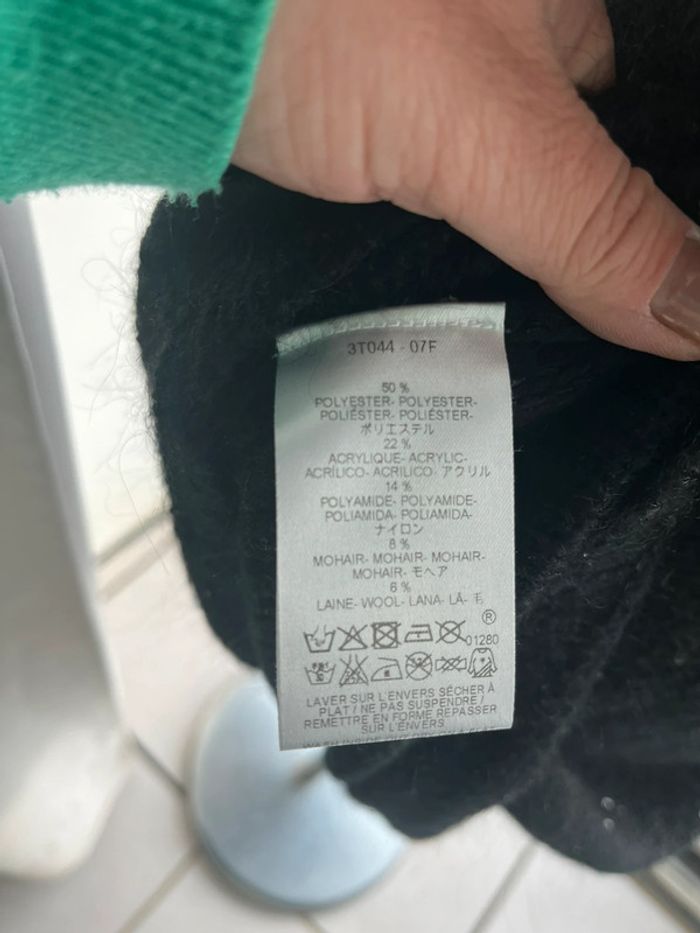 3T044 - 07F
50 %
POLYESTER- POLYESTER-
POLIÉSTER- POLIÉSTER-
ポリエステル
22 %
ACRYLIQUE- ACRYLIC-
ACRÍLICO- ACRILICO- アクリル
14 %
POLYAMIDE- POLYAMIDE-
POLIAMIDA- POLIAMIDA-
ナイロン
8 %
MOHAIR- MOHAIR- MOHAIR-
MOHAIR- モヘア
6 %
LAINE- WOOL- LANA- LÃ- 毛
®
01280
LAVER SUR L'ENVERS SÉCHER À
PLAT / NE PAS SUSPENDRE /
REMETTRE EN FORME REPASSER
SUR L'ENVERS